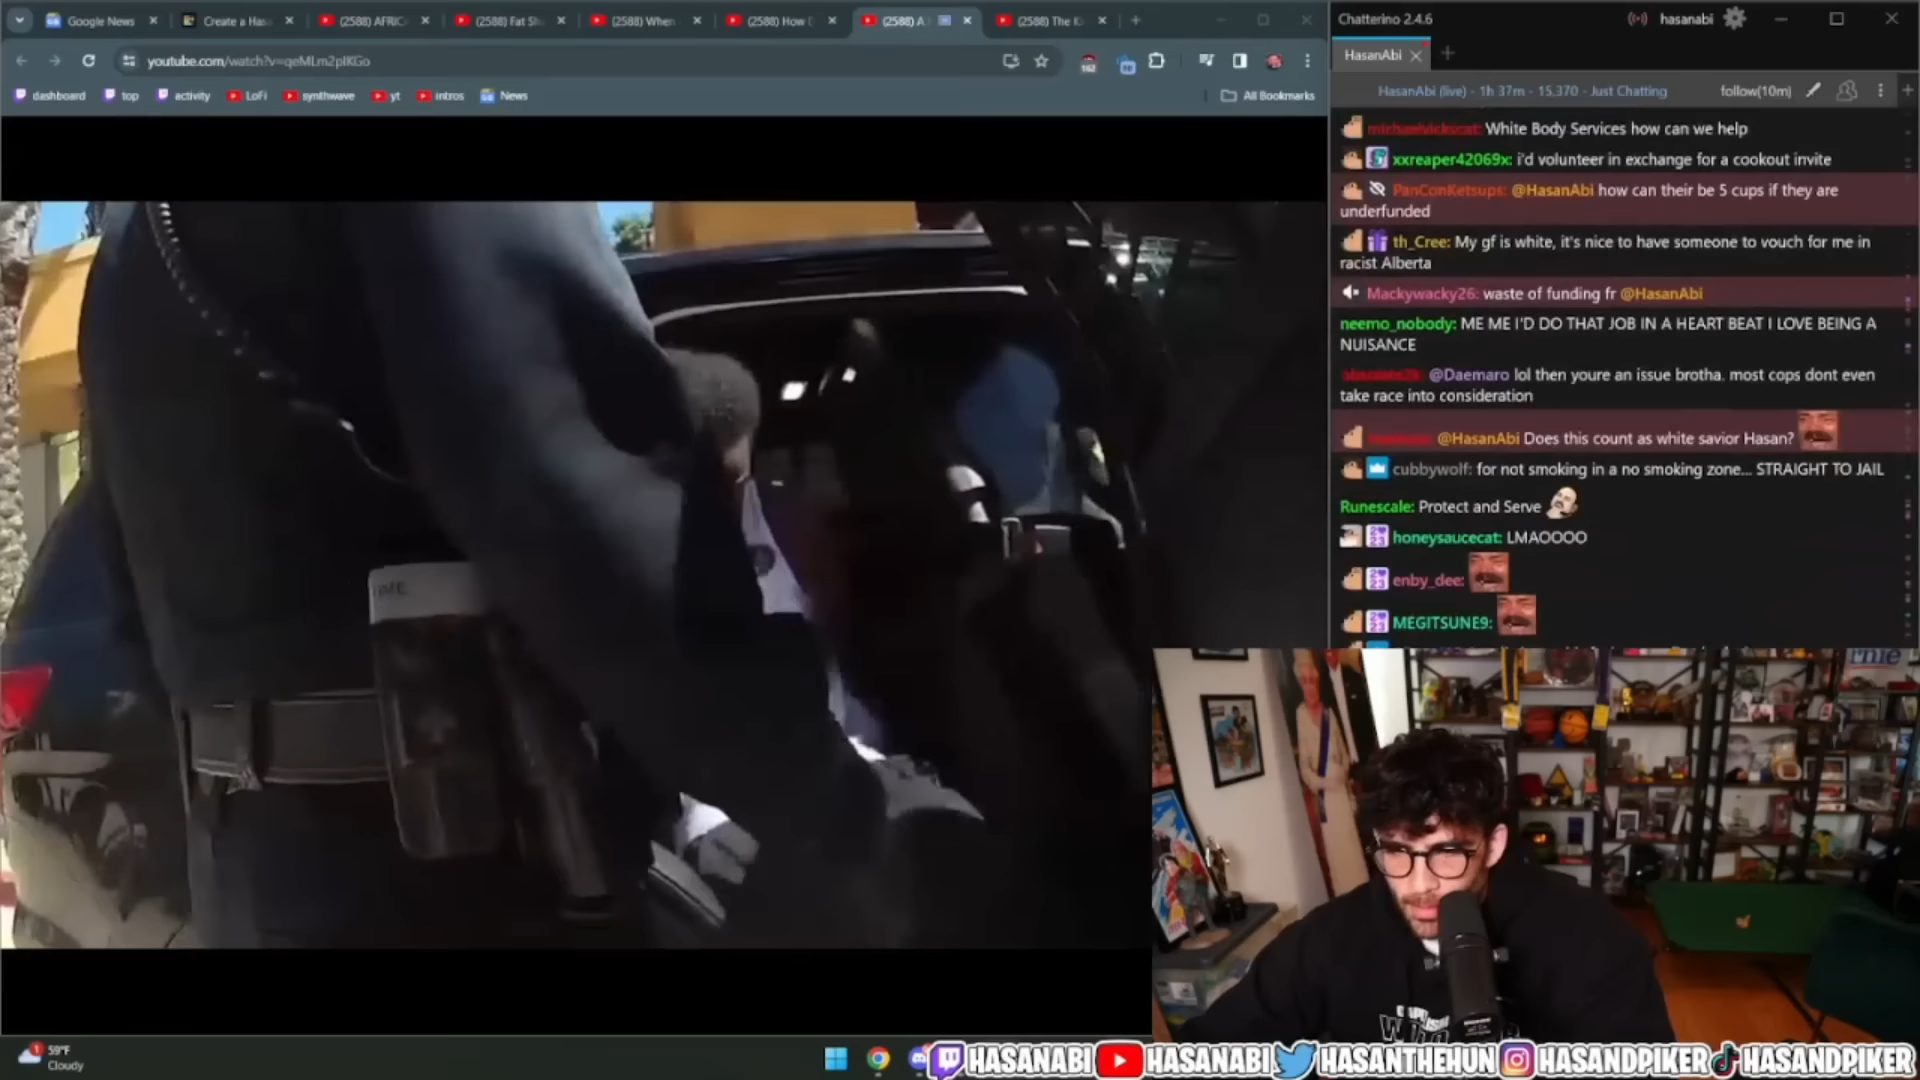 Google News
Create a Has
(2588) AFRIC
(2588) Fat Sh
(2588) When
(2588) How
(2588) A
(2588) The
youtube.com/watch?v=qeMLm2pIKGo
162
dashboard
top
activity
LoFi
synthwave
yt
intros
News
All Bookmarks
Chatterino 2.4.6
hasanabi
HasanAbi
HasanAbi (live) - 1h 37m - 15,370 - Just Chatting
follow(10m)
michaelvickscat: White Body Services how can we help
xxreaper42069x: i'd volunteer in exchange for a cookout invite
PanConKetsups: @HasanAbi how can their be 5 cups if they are
underfunded
th_Cree: My gf is white, it's nice to have someone to vouch for me in
racist Alberta
Mackywacky26: waste of funding fr @HasanAbi
neemo_nobody: ME ME I'D DO THAT JOB IN A HEART BEAT I LOVE BEING A
NUISANCE
@Daemaro lol then youre an issue brotha. most cops dont even
take race into consideration
@HasanAbi Does this count as white savior Hasan?
cubbywolf: for not smoking in a no smoking zone... STRAIGHT TO JAIL
Runescale: Protect and Serve
honeysaucecat: LMAOOOO
enby_dee:
MEGITSUNE9:
rnie
1
59°F
Cloudy
HASANABI
HASANABI
HASANTHEHUN
HASANDPIKER
HASANDPIKER